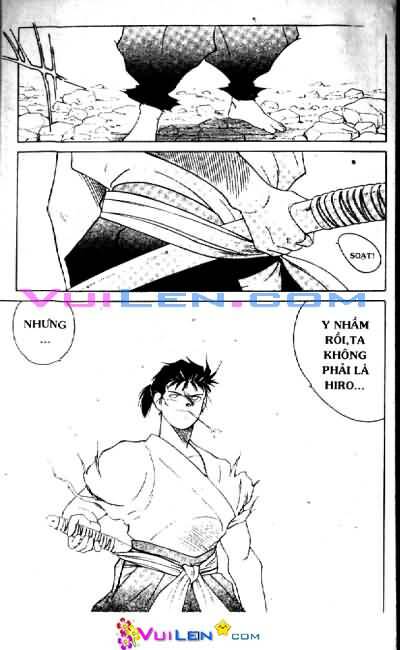 SOẠT!
VUILEN.COM
NHƯNG
...
Y NHẦM
RỒI,TA
KHÔNG
PHẢI LÀ
HIRO...
VUILEN.COM